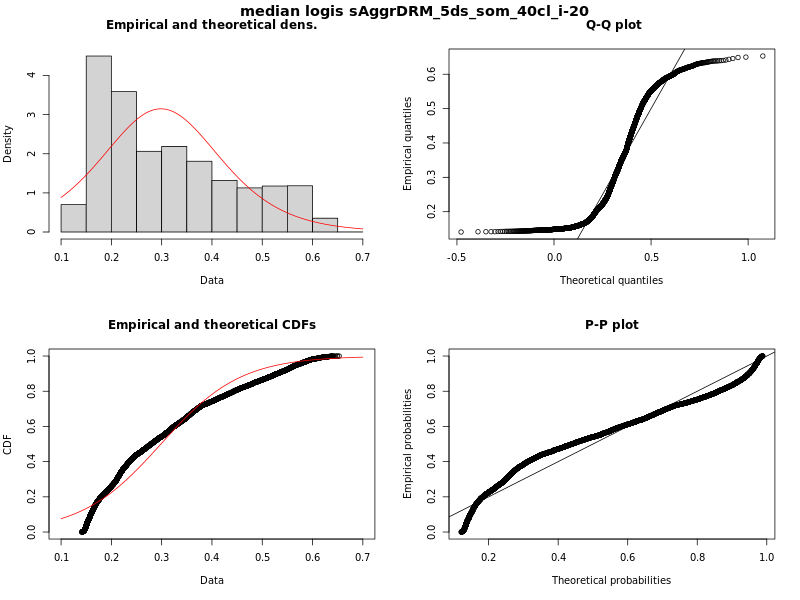 median logis sAggrDRM_5ds_som_40cl_i-20
Empirical and theoretical dens.
Density
0 1 2 3 4
0.1 0.2 0.3 0.4 0.5 0.6 0.7
Data
Q-Q plot
Empirical quantiles
0.2 0.3 0.4 0.5 0.6
-0.5 0.0 0.5 1.0
Theoretical quantiles
Empirical and theoretical CDFs
CDF
0.0 0.2 0.4 0.6 0.8 1.0
0.1 0.2 0.3 0.4 0.5 0.6 0.7
Data
P-P plot
Empirical probabilities
0.0 0.2 0.4 0.6 0.8 1.0
0.2 0.4 0.6 0.8 1.0
Theoretical probabilities